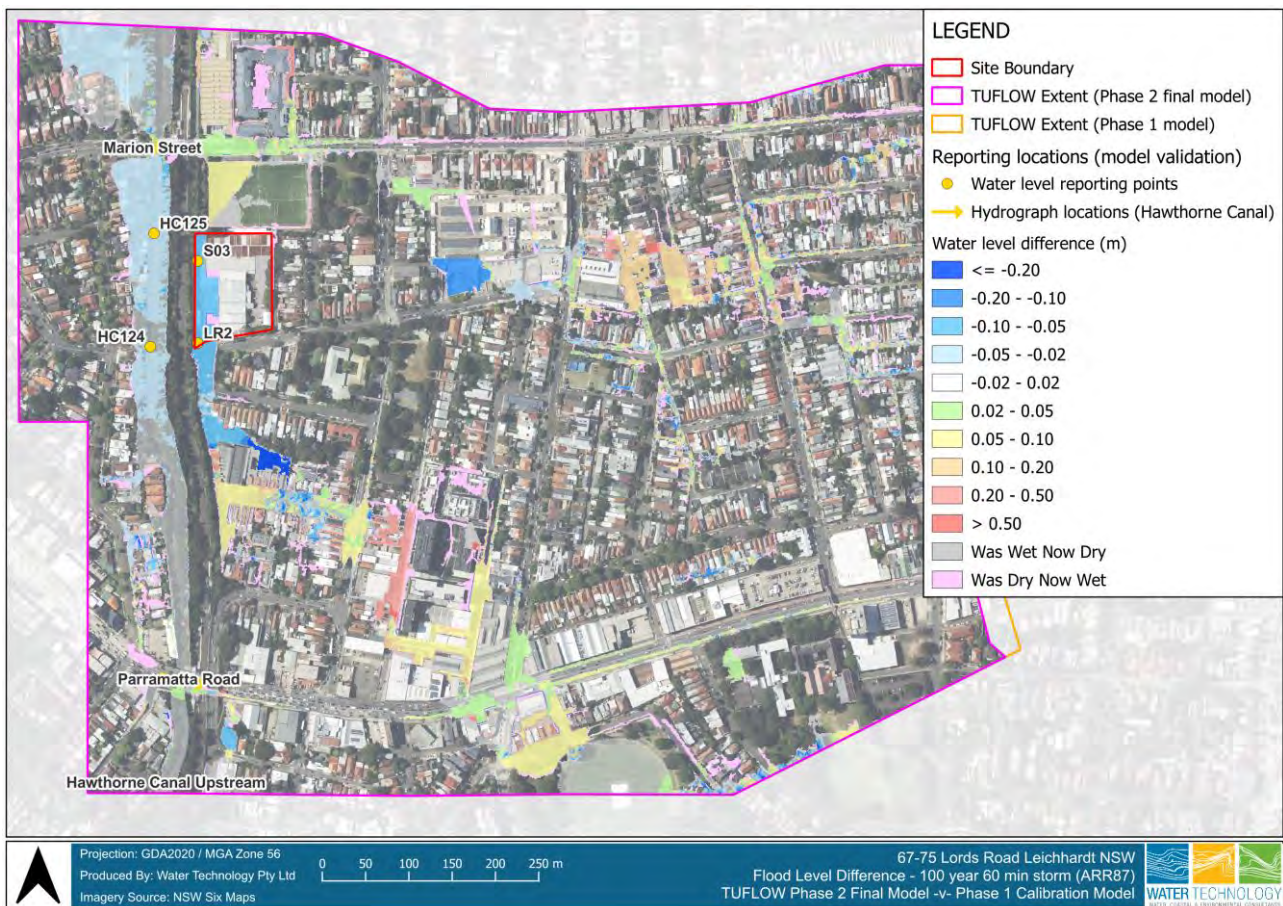 LEGEND
Site Boundary
TUFLOW Extent (Phase 2 final model)
TUFLOW Extent (Phase 1 model)
Reporting locations (model validation)
Water level reporting points
Hydrograph locations (Hawthorne Canal)
Water level difference (m)
<= -0.20
-0.20 - -0.10
-0.10 - -0.05
-0.05 - -0.02
-0.02 - 0.02
0.02 - 0.05
0.05 - 0.10
0.10 - 0.20
0.20 - 0.50
> 0.50
Was Wet Now Dry
Was Dry Now Wet
Marion Street
HC125
S03
HC124
LR2
Parramatta Road
Hawthorne Canal Upstream
Projection: GDA2020 / MGA Zone 56
Produced By: Water Technology Pty Ltd
Imagery Source: NSW Six Maps
0 50 100 150 200 250 m
67-75 Lords Road Leichhardt NSW
Flood Level Difference - 100 year 60 min storm (ARR87)
TUFLOW Phase 2 Final Model -v- Phase 1 Calibration Model
WATER TECHNOLOGY
WATER, COASTAL & ENVIRONMENTAL CONSULTANTS